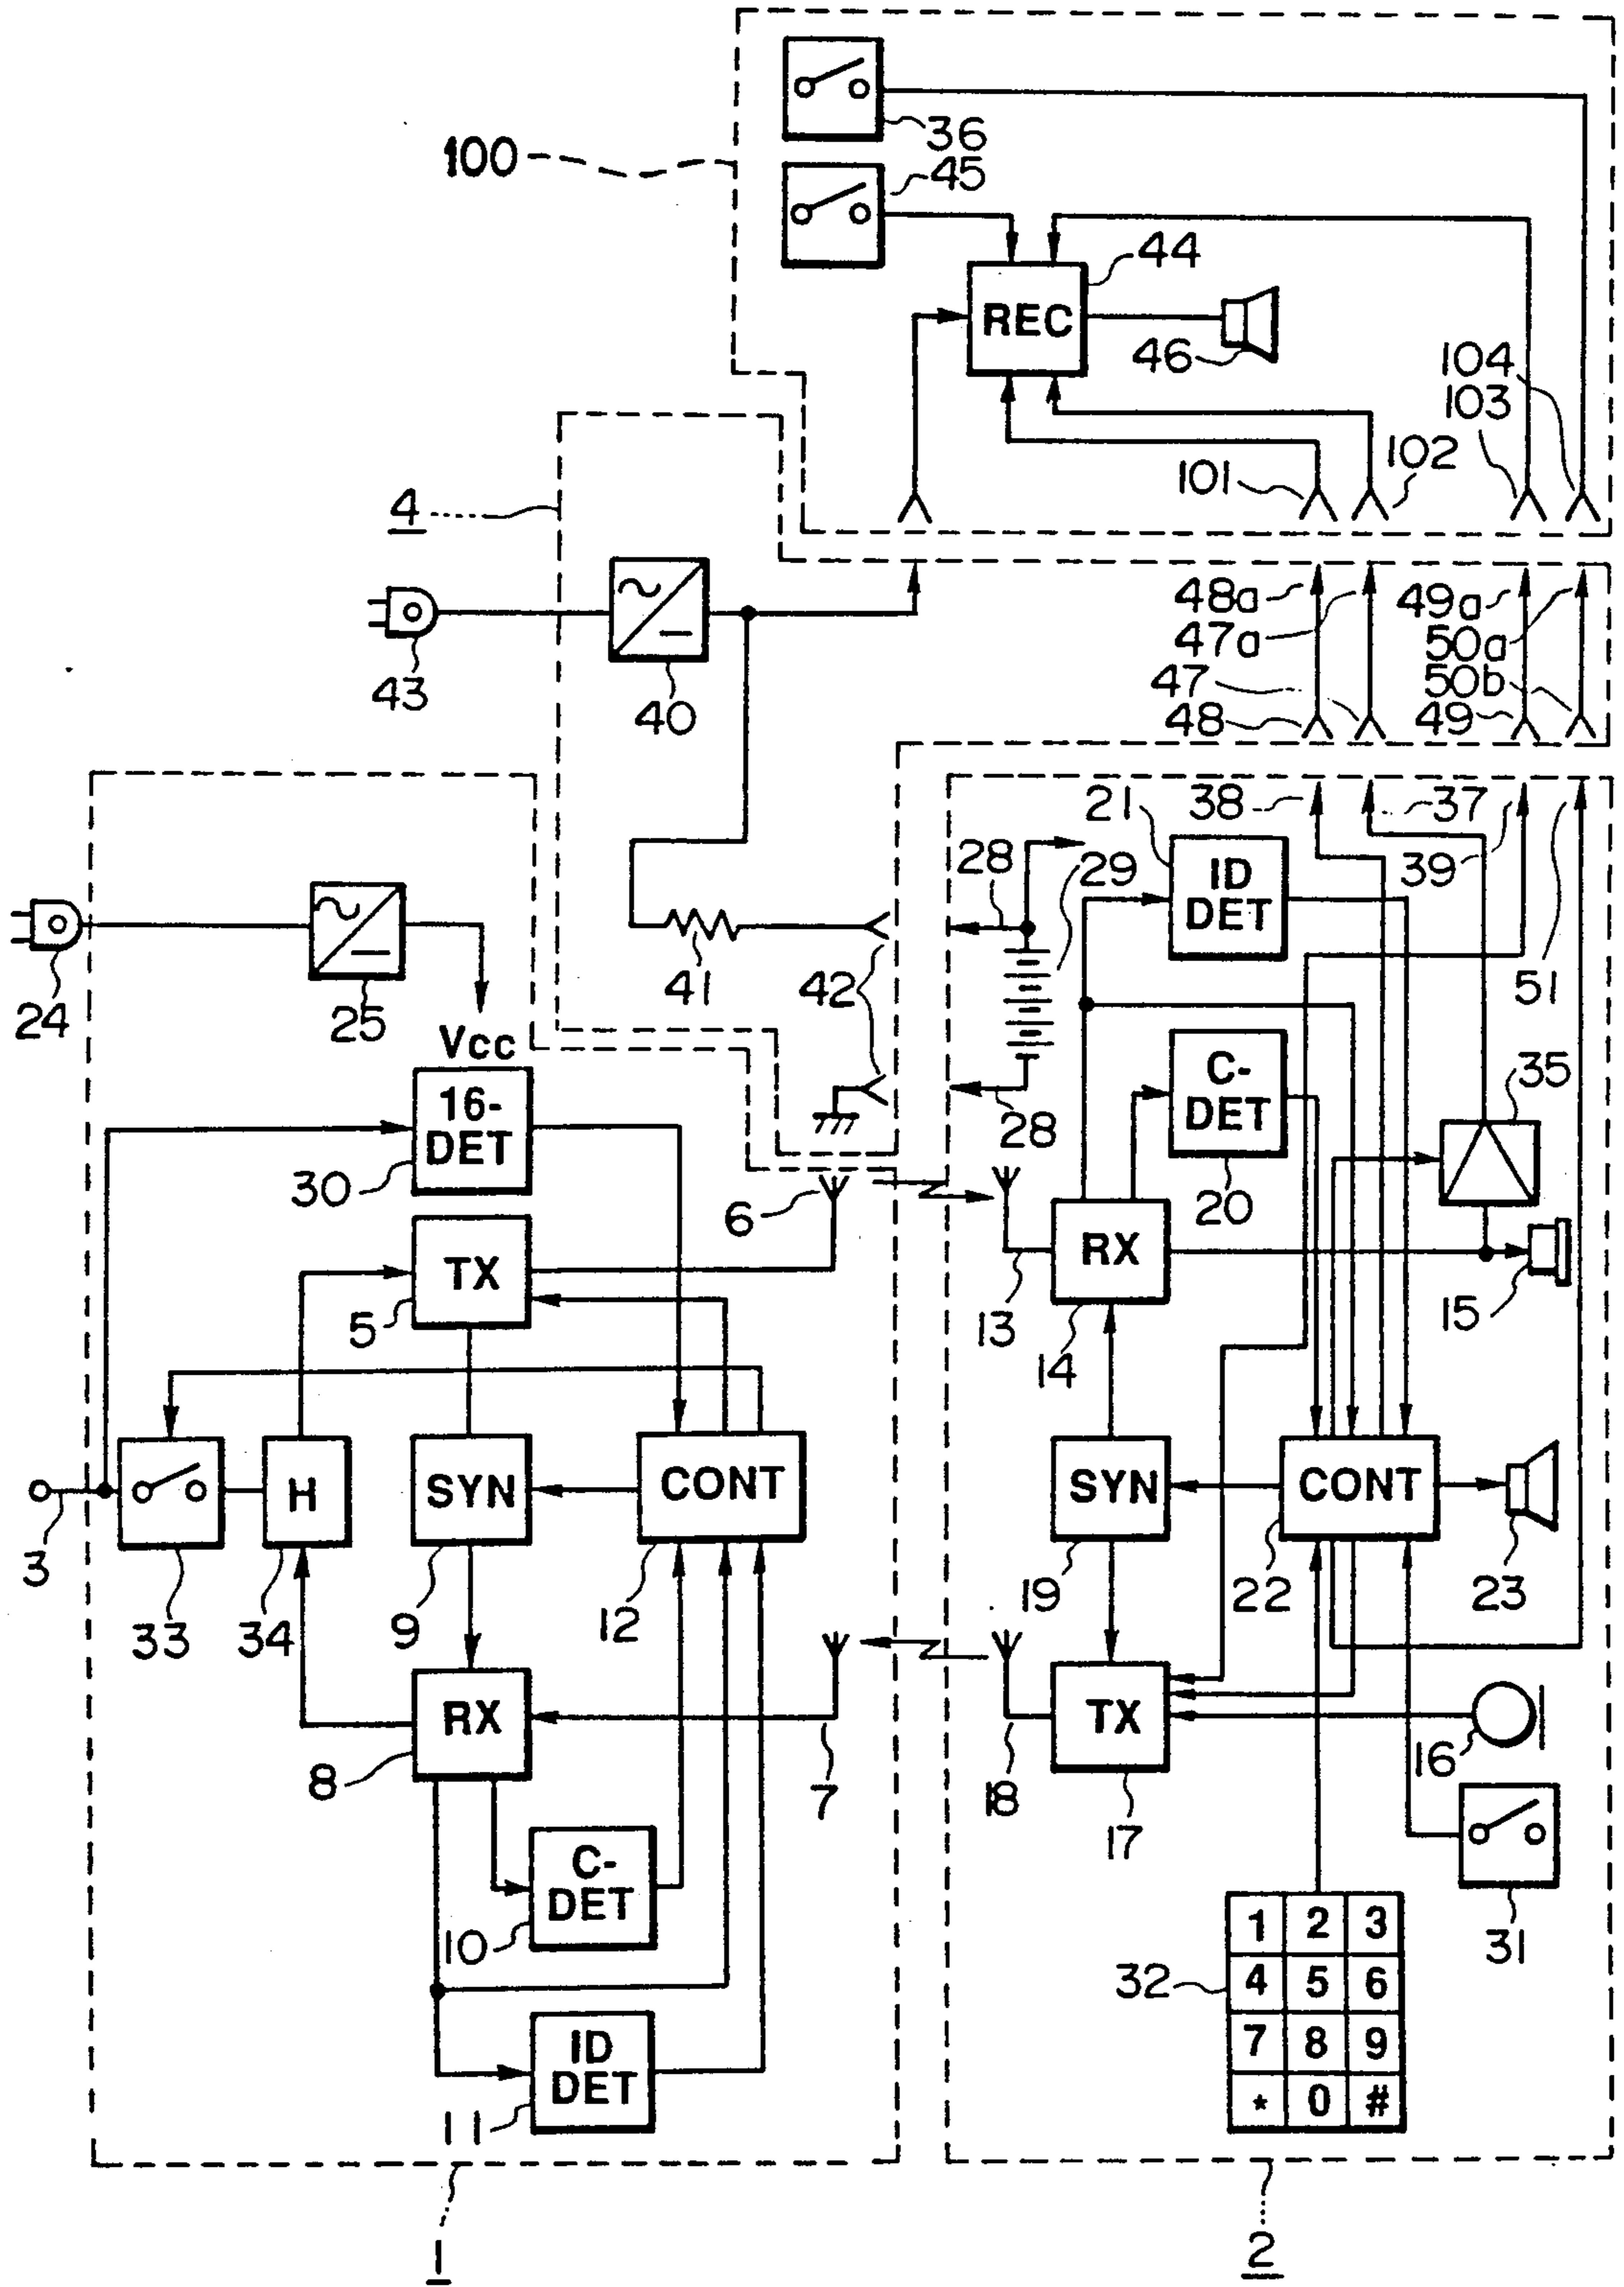 36
100
45
44
REC
46
104
103
102
101
4
48a
49a
47a
50a
43
40
47
50b
48
49
21
38
37
28
29
39
ID
DET
24
25
41
42
51
Vcc
C-
DET
35
16-
DET
28
30
20
6
TX
RX
5
13
15
14
H
SYN
CONT
SYN
CONT
3
33
34
9
12
19
22
23
RX
TX
8
7
18
16
17
C-
DET
10
31
1 2 3
32
4 5 6
ID
DET
7 8 9
* 0 #
11
1
2